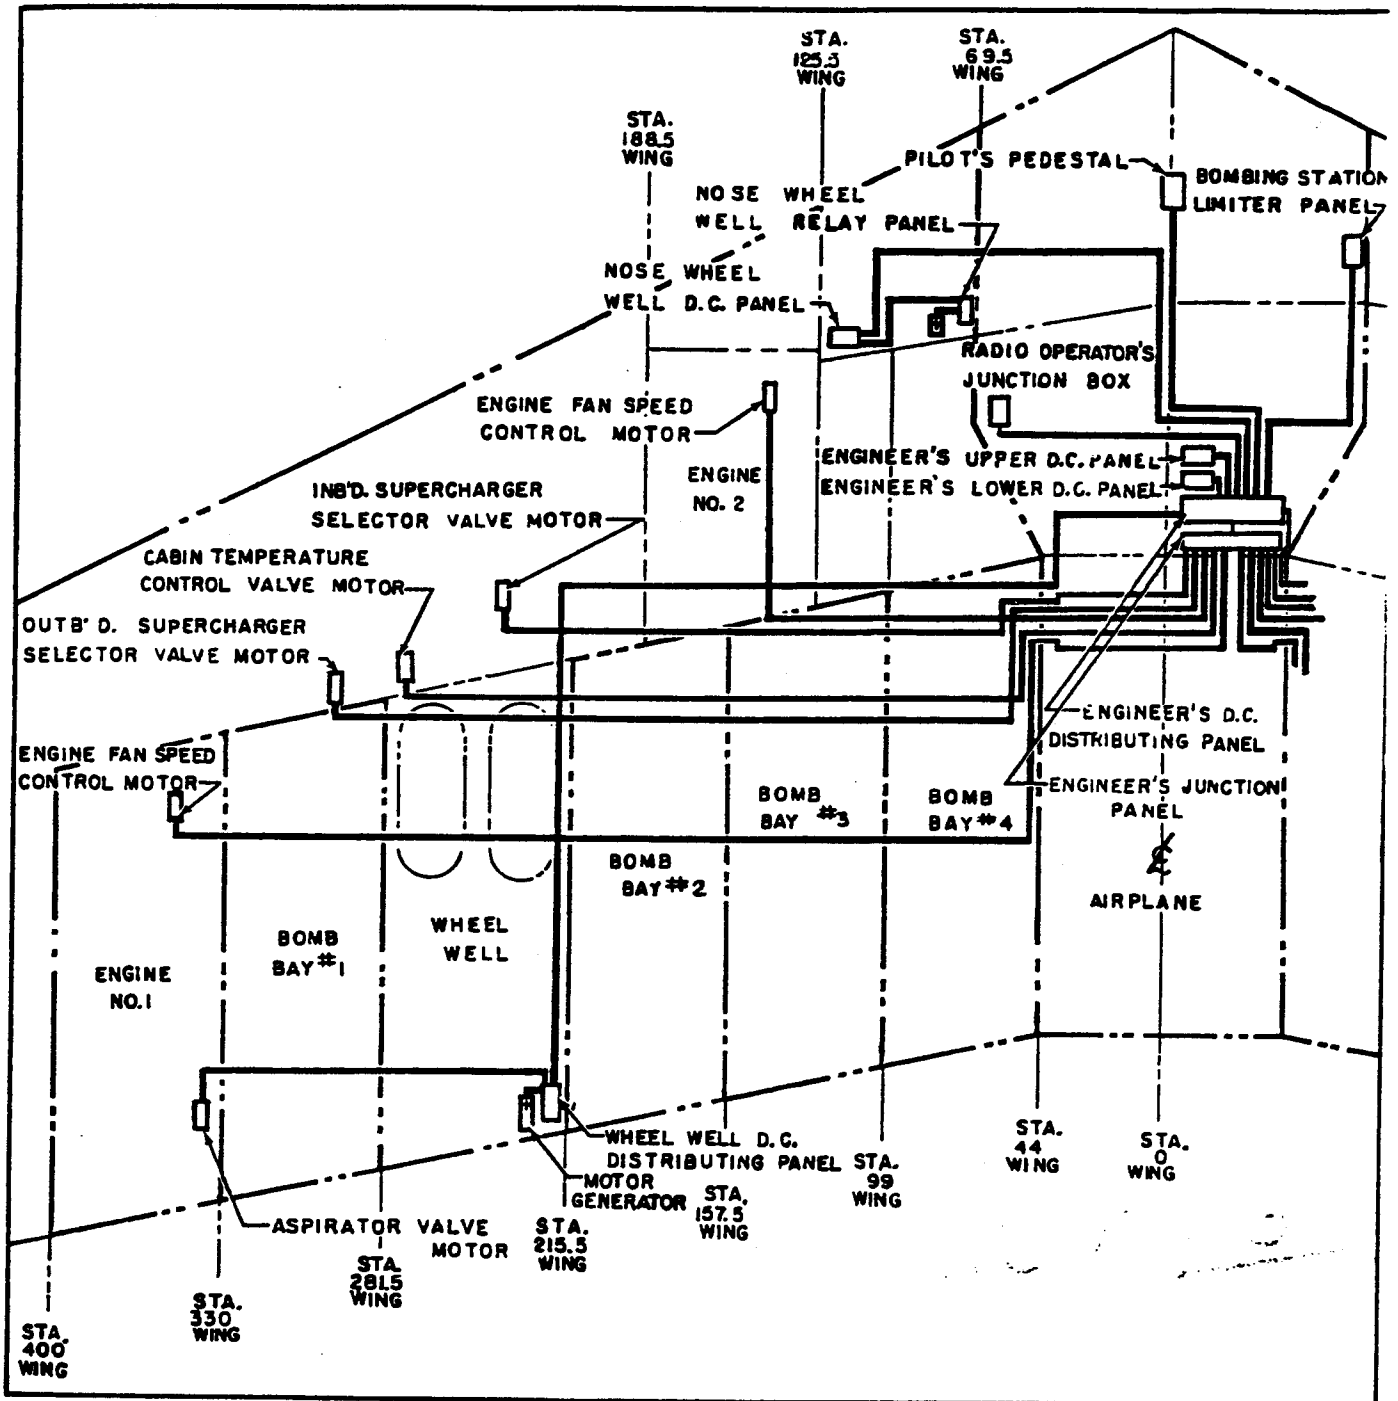 STA.
125.5
WING
STA.
69.5
WING
STA.
188.5
WING
PILOT'S PEDESTAL
BOMBING STATION
LIMITER PANEL
NOSE WHEEL
WELL RELAY PANEL
NOSE WHEEL
WELL D.C. PANEL
RADIO OPERATOR'S
JUNCTION BOX
ENGINE FAN SPEED
CONTROL MOTOR
ENGINE
NO. 2
ENGINEER'S UPPER D.C. PANEL
ENGINEER'S LOWER D.C. PANEL
INB'D. SUPERCHARGER
SELECTOR VALVE MOTOR
CABIN TEMPERATURE
CONTROL VALVE MOTOR
OUTB'D. SUPERCHARGER
SELECTOR VALVE MOTOR
ENGINE FAN SPEED
CONTROL MOTOR
ENGINEER'S D.C.
DISTRIBUTING PANEL
ENGINEER'S JUNCTION
PANEL
BOMB
BAY #3
BOMB
BAY #4
BOMB
BAY #2
AIRPLANE
WHEEL
WELL
BOMB
BAY #1
ENGINE
NO. 1
WHEEL WELL D.C.
DISTRIBUTING PANEL
MOTOR
GENERATOR
ASPIRATOR VALVE
MOTOR
STA.
44
WING
STA.
0
WING
STA.
99
WING
STA.
157.5
WING
STA.
215.5
WING
STA.
281.5
WING
STA.
330
WING
STA.
400
WING